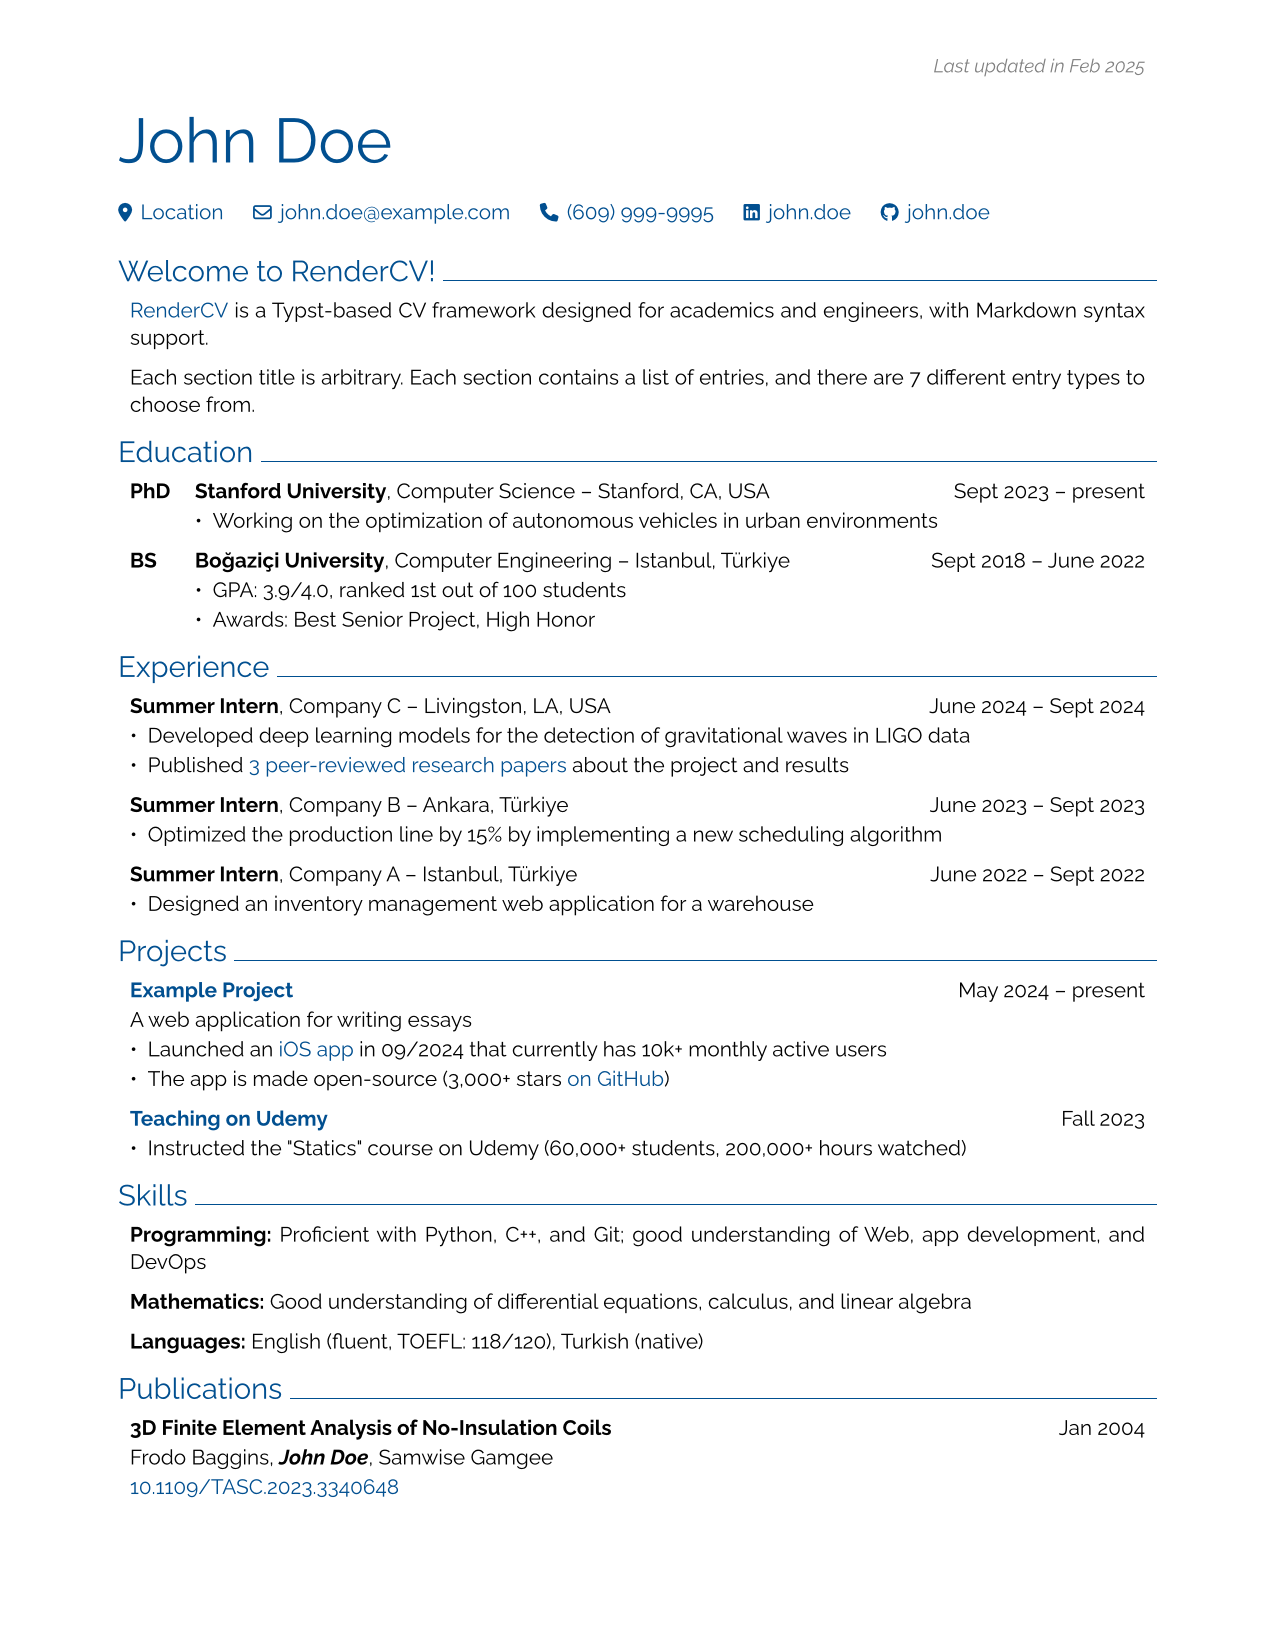 Last updated in Feb 2025
John Doe
Location john.doe@example.com (609) 999-9995 john.doe john.doe
Welcome to RenderCV!
RenderCV is a Typst-based CV framework designed for academics and engineers, with Markdown syntax
support.
Each section title is arbitrary. Each section contains a list of entries, and there are 7 different entry types to
choose from.
Education
PhD Stanford University, Computer Science – Stanford, CA, USA Sept 2023 – present
• Working on the optimization of autonomous vehicles in urban environments
BS Boğaziçi University, Computer Engineering – Istanbul, Türkiye Sept 2018 – June 2022
• GPA: 3.9/4.0, ranked 1st out of 100 students
• Awards: Best Senior Project, High Honor
Experience
Summer Intern, Company C – Livingston, LA, USA June 2024 – Sept 2024
• Developed deep learning models for the detection of gravitational waves in LIGO data
• Published 3 peer-reviewed research papers about the project and results
Summer Intern, Company B – Ankara, Türkiye June 2023 – Sept 2023
• Optimized the production line by 15% by implementing a new scheduling algorithm
Summer Intern, Company A – Istanbul, Türkiye June 2022 – Sept 2022
• Designed an inventory management web application for a warehouse
Projects
Example Project May 2024 – present
A web application for writing essays
• Launched an iOS app in 09/2024 that currently has 10k+ monthly active users
• The app is made open-source (3,000+ stars on GitHub)
Teaching on Udemy Fall 2023
• Instructed the "Statics" course on Udemy (60,000+ students, 200,000+ hours watched)
Skills
Programming: Proficient with Python, C++, and Git; good understanding of Web, app development, and
DevOps
Mathematics: Good understanding of differential equations, calculus, and linear algebra
Languages: English (fluent, TOEFL: 118/120), Turkish (native)
Publications
3D Finite Element Analysis of No-Insulation Coils Jan 2004
Frodo Baggins, John Doe, Samwise Gamgee
10.1109/TASC.2023.3340648